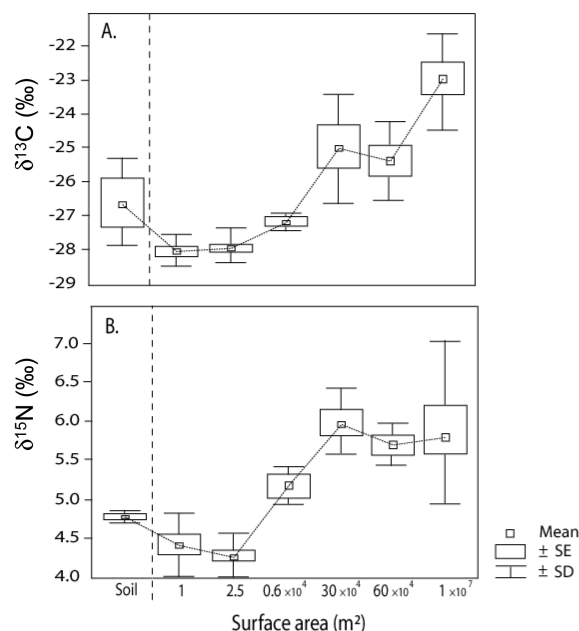 A.
δ13C (‰)
-22
-23
-24
-25
-26
-27
-28
-29
B.
δ15N (‰)
7.0
6.5
6.0
5.5
5.0
4.5
4.0
Soil 1 2.5 0.6 ×10⁴ 30 ×10⁴ 60 ×10⁴ 1 ×10⁷
Surface area (m²)
Mean
± SE
± SD